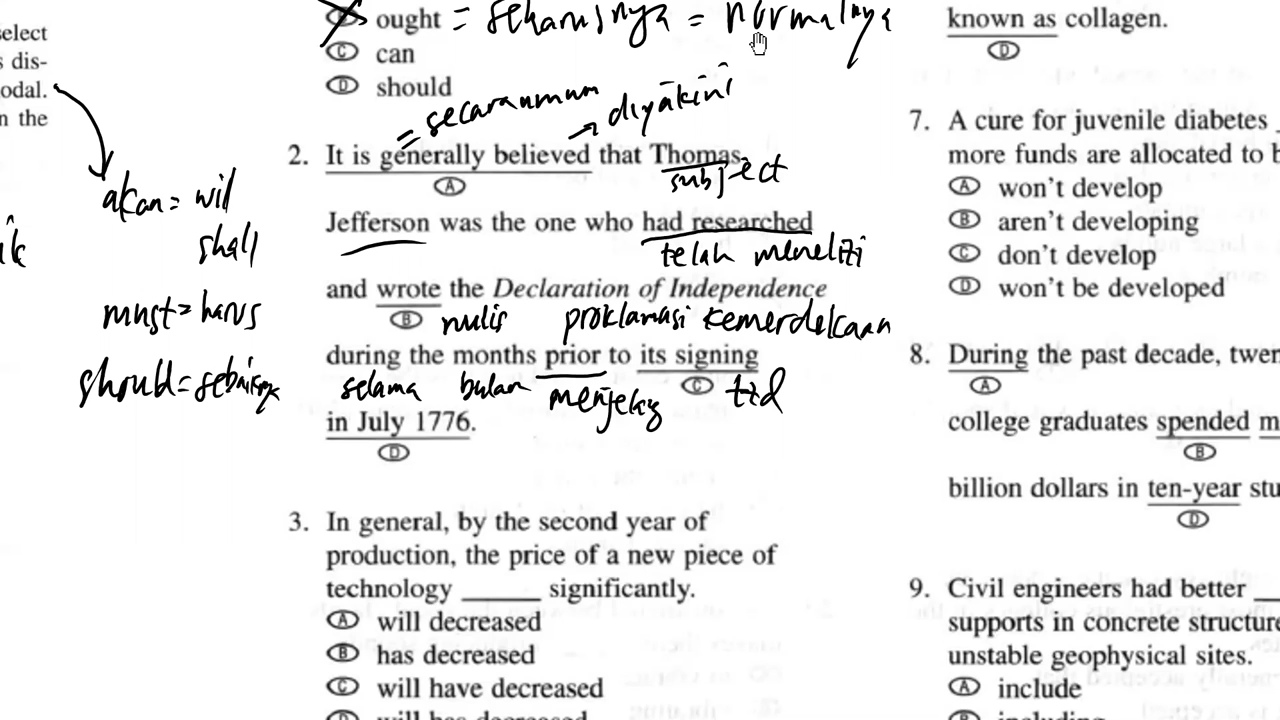 select
s dis-
odal.
n the
akan = will
shall
must = harus
should =
ought = seharusnya = normalnya
C can
D should
= secara umum → diyakini
2. It is generally believed that Thomas
A
subject
Jefferson was the one who had researched
telah meneliti
and wrote the Declaration of Independence
B nulis proklamasi kemerdekaan
during the months prior to its signing
selama bulan menjelang C ttd
in July 1776.
D
3. In general, by the second year of
production, the price of a new piece of
technology ______ significantly.
A will decreased
B has decreased
C will have decreased
D will has decreased
known as collagen.
D
7. A cure for juvenile diabetes
more funds are allocated to
A won't develop
B aren't developing
C don't develop
D won't be developed
8. During the past decade, twen
A
college graduates spended m
B
billion dollars in ten-year stu
D
9. Civil engineers had better __
supports in concrete structure
unstable geophysical sites.
A include
B including